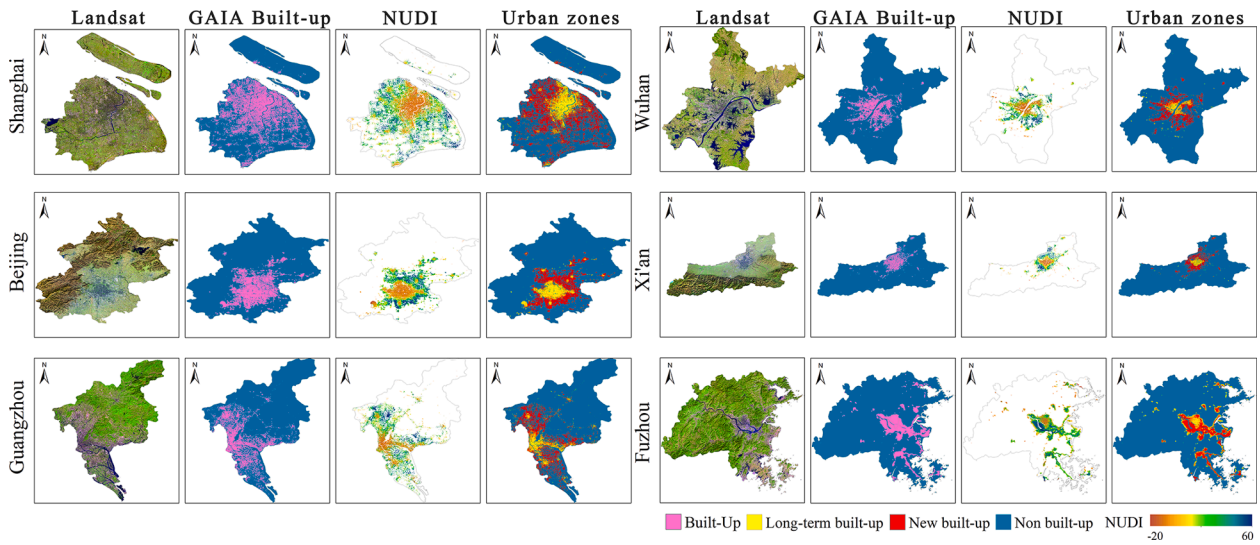 Landsat GAIA Built-up NUDI Urban zones Landsat GAIA Built-up NUDI Urban zones
Shanghai N N N N Wuhan N N N N
Beijing N N N N Xi'an N N N N
Guangzhou N N N N Fuzhou N N N N
Built-Up Long-term built-up New built-up Non built-up NUDI
-20 60